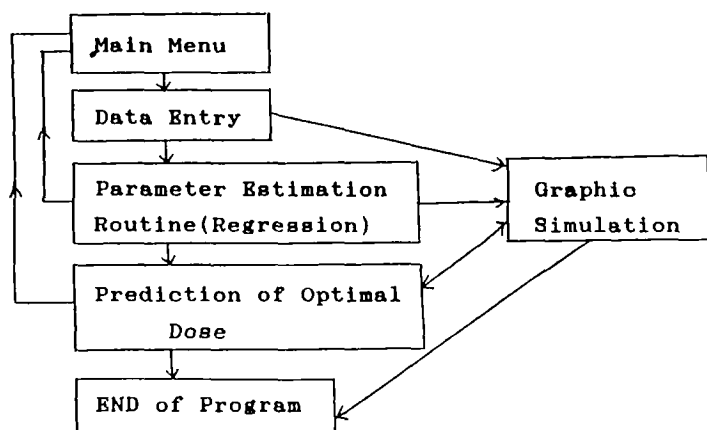 Main Menu
Data Entry
Parameter Estimation
Routine(Regression)
Graphic
Simulation
Prediction of Optimal
Dose
END of Program